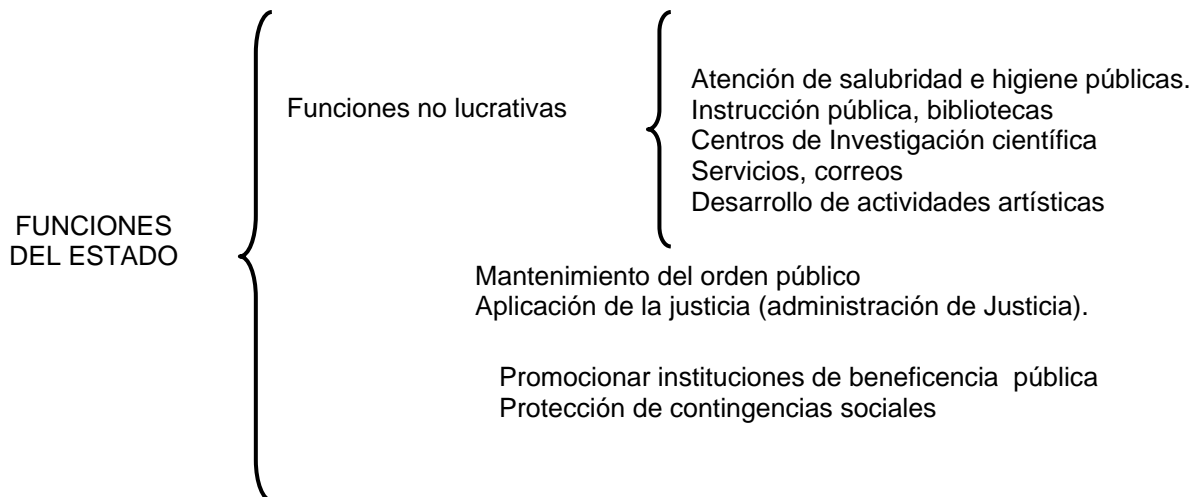 FUNCIONES
DEL ESTADO
Funciones no lucrativas
Atención de salubridad e higiene públicas.
Instrucción pública, bibliotecas
Centros de Investigación científica
Servicios, correos
Desarrollo de actividades artísticas
Mantenimiento del orden público
Aplicación de la justicia (administración de Justicia).
Promocionar instituciones de beneficencia pública
Protección de contingencias sociales